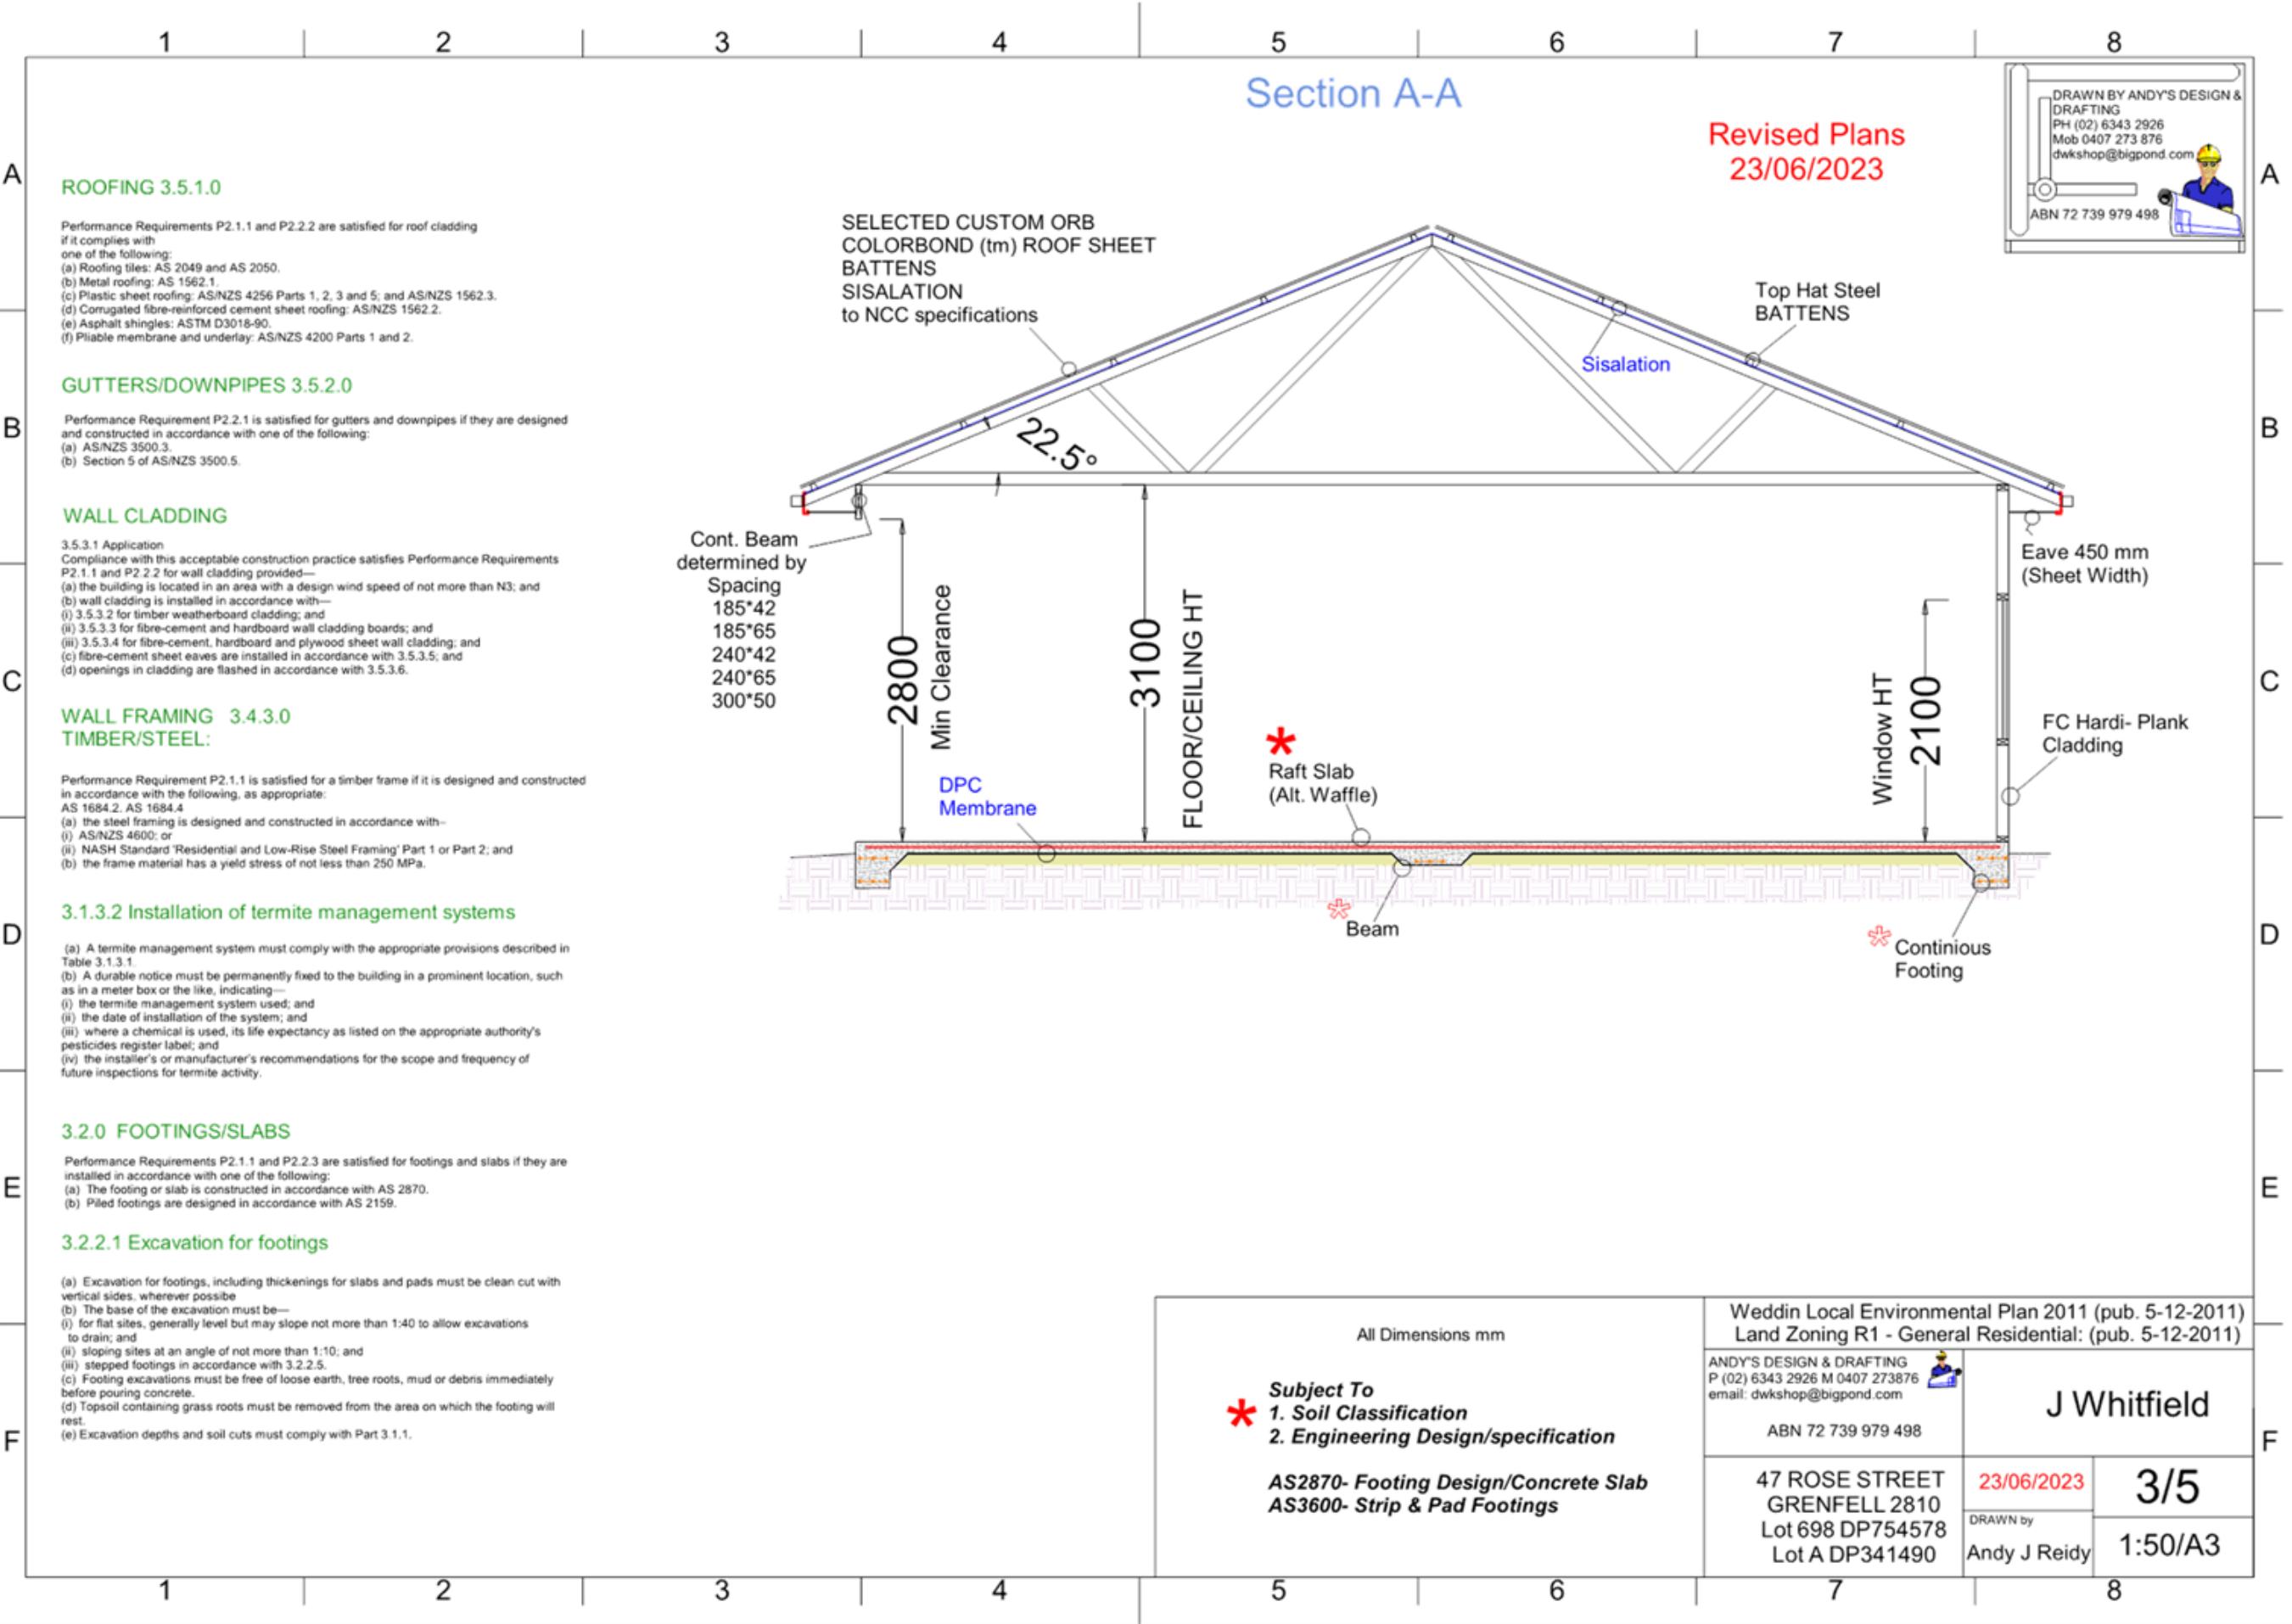 1 2 3 4 5 6 7 8
A
B
C
D
E
F
Section A-A
Revised Plans
23/06/2023
DRAWN BY ANDY'S DESIGN &
DRAFTING
PH (02) 6343 2926
Mob 0407 273 876
dwkshop@bigpond.com
ABN 72 739 979 498
ROOFING 3.5.1.0
Performance Requirements P2.1.1 and P2.2.2 are satisfied for roof cladding
if it complies with
one of the following:
(a) Roofing tiles: AS 2049 and AS 2050.
(b) Metal roofing: AS 1562.1.
(c) Plastic sheet roofing: AS/NZS 4256 Parts 1, 2, 3 and 5; and AS/NZS 1562.3.
(d) Corrugated fibre-reinforced cement sheet roofing: AS/NZS 1562.2.
(e) Asphalt shingles: ASTM D3018-90.
(f) Pliable membrane and underlay: AS/NZS 4200 Parts 1 and 2.
GUTTERS/DOWNPIPES 3.5.2.0
Performance Requirement P2.2.1 is satisfied for gutters and downpipes if they are designed
and constructed in accordance with one of the following:
(a) AS/NZS 3500.3.
(b) Section 5 of AS/NZS 3500.5.
WALL CLADDING
3.5.3.1 Application
Compliance with this acceptable construction practice satisfies Performance Requirements
P2.1.1 and P2.2.2 for wall cladding provided—
(a) the building is located in an area with a design wind speed of not more than N3; and
(b) wall cladding is installed in accordance with—
(i) 3.5.3.2 for timber weatherboard cladding; and
(ii) 3.5.3.3 for fibre-cement and hardboard wall cladding boards; and
(iii) 3.5.3.4 for fibre-cement, hardboard and plywood sheet wall cladding; and
(c) fibre-cement sheet eaves are installed in accordance with 3.5.3.5; and
(d) openings in cladding are flashed in accordance with 3.5.3.6.
WALL FRAMING 3.4.3.0
TIMBER/STEEL:
Performance Requirement P2.1.1 is satisfied for a timber frame if it is designed and constructed
in accordance with the following, as appropriate:
AS 1684.2. AS 1684.4
(a) the steel framing is designed and constructed in accordance with-
(i) AS/NZS 4600; or
(ii) NASH Standard 'Residential and Low-Rise Steel Framing' Part 1 or Part 2; and
(b) the frame material has a yield stress of not less than 250 MPa.
3.1.3.2 Installation of termite management systems
(a) A termite management system must comply with the appropriate provisions described in
Table 3.1.3.1.
(b) A durable notice must be permanently fixed to the building in a prominent location, such
as in a meter box or the like, indicating—
(i) the termite management system used; and
(ii) the date of installation of the system; and
(iii) where a chemical is used, its life expectancy as listed on the appropriate authority's
pesticides register label; and
(iv) the installer's or manufacturer's recommendations for the scope and frequency of
future inspections for termite activity.
3.2.0 FOOTINGS/SLABS
Performance Requirements P2.1.1 and P2.2.3 are satisfied for footings and slabs if they are
installed in accordance with one of the following:
(a) The footing or slab is constructed in accordance with AS 2870.
(b) Piled footings are designed in accordance with AS 2159.
3.2.2.1 Excavation for footings
(a) Excavation for footings, including thickenings for slabs and pads must be clean cut with
vertical sides, wherever possibe
(b) The base of the excavation must be—
(i) for flat sites, generally level but may slope not more than 1:40 to allow excavations
to drain; and
(ii) sloping sites at an angle of not more than 1:10; and
(iii) stepped footings in accordance with 3.2.2.5.
(c) Footing excavations must be free of loose earth, tree roots, mud or debris immediately
before pouring concrete.
(d) Topsoil containing grass roots must be removed from the area on which the footing will
rest.
(e) Excavation depths and soil cuts must comply with Part 3.1.1.
SELECTED CUSTOM ORB
COLORBOND (tm) ROOF SHEET
BATTENS
SISALATION
to NCC specifications
Top Hat Steel
BATTENS
Sisalation
22.5°
Cont. Beam
determined by
Spacing
185*42
185*65
240*42
240*65
300*50
2800
Min Clearance
3100
FLOOR/CEILING HT
Eave 450 mm
(Sheet Width)
Window HT
2100
FC Hardi- Plank
Cladding
*
Raft Slab
(Alt. Waffle)
DPC
Membrane
Beam
Continious
Footing
All Dimensions mm
*
Subject To
1. Soil Classification
2. Engineering Design/specification
AS2870- Footing Design/Concrete Slab
AS3600- Strip & Pad Footings
Weddin Local Environmental Plan 2011 (pub. 5-12-2011)
Land Zoning R1 - General Residential: (pub. 5-12-2011)
ANDY'S DESIGN & DRAFTING
P (02) 6343 2926 M 0407 273876
email: dwkshop@bigpond.com
ABN 72 739 979 498
J Whitfield
47 ROSE STREET
GRENFELL 2810
Lot 698 DP754578
Lot A DP341490
23/06/2023
DRAWN by
Andy J Reidy
3/5
1:50/A3
A
B
C
D
E
F
1 2 3 4 5 6 7 8